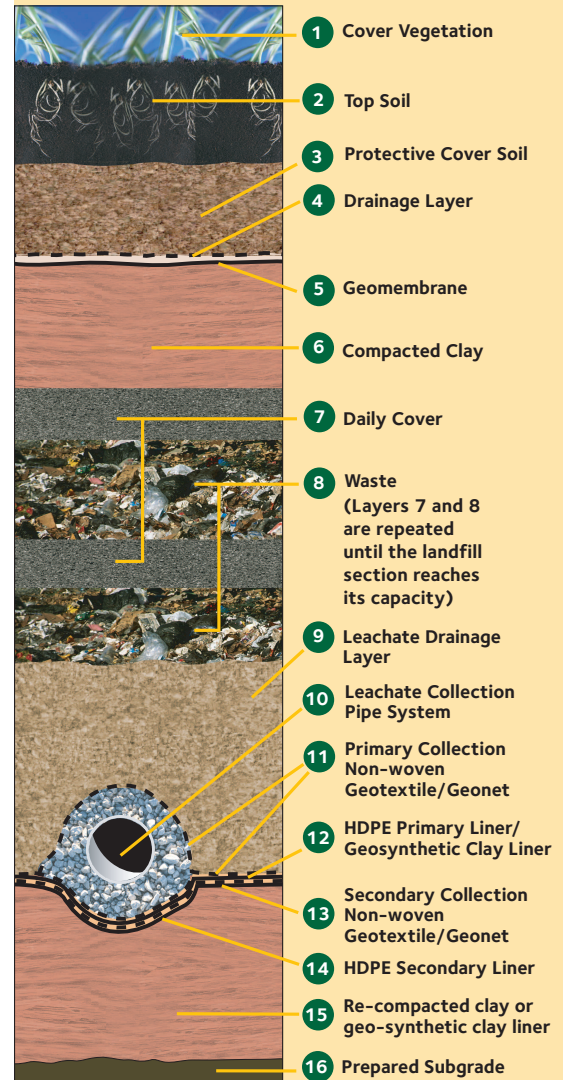 1 Cover Vegetation
2 Top Soil
3 Protective Cover Soil
4 Drainage Layer
5 Geomembrane
6 Compacted Clay
7 Daily Cover
8 Waste
(Layers 7 and 8
are repeated
until the landfill
section reaches
its capacity)
9 Leachate Drainage
Layer
10 Leachate Collection
Pipe System
11 Primary Collection
Non-woven
Geotextile/Geonet
12 HDPE Primary Liner/
Geosynthetic Clay Liner
13 Secondary Collection
Non-woven
Geotextile/Geonet
14 HDPE Secondary Liner
15 Re-compacted clay or
geo-synthetic clay liner
16 Prepared Subgrade